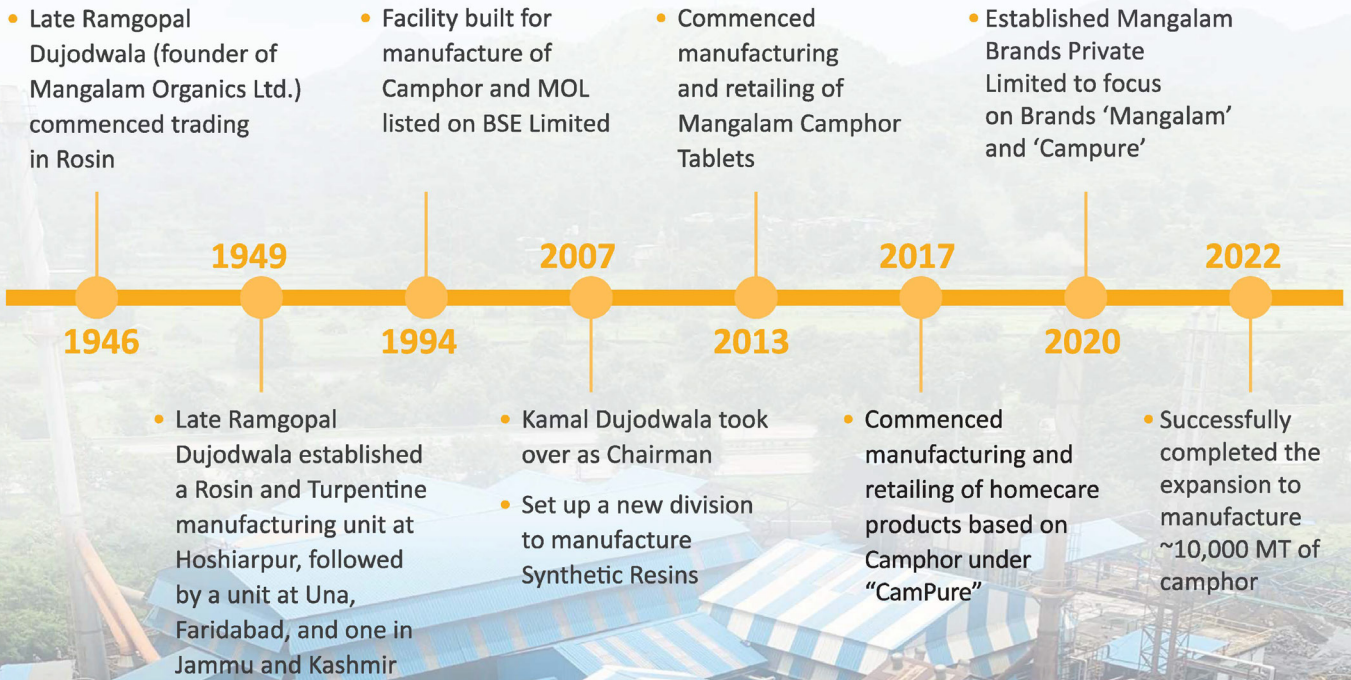 Late Ramgopal
Dujodwala (founder of
Mangalam Organics Ltd.)
commenced trading
in Rosin
Facility built for
manufacture of
Camphor and MOL
listed on BSE Limited
Commenced
manufacturing
and retailing of
Mangalam Camphor
Tablets
Established Mangalam
Brands Private
Limited to focus
on Brands ‘Mangalam’
and ‘Campure’
1949
2007
2017
2022
1946
1994
2013
2020
Late Ramgopal
Dujodwala established
a Rosin and Turpentine
manufacturing unit at
Hoshiarpur, followed
by a unit at Una,
Faridabad, and one in
Jammu and Kashmir
Kamal Dujodwala took
over as Chairman
Set up a new division
to manufacture
Synthetic Resins
Commenced
manufacturing and
retailing of homecare
products based on
Camphor under
“CamPure”
Successfully
completed the
expansion to
manufacture
~10,000 MT of
camphor